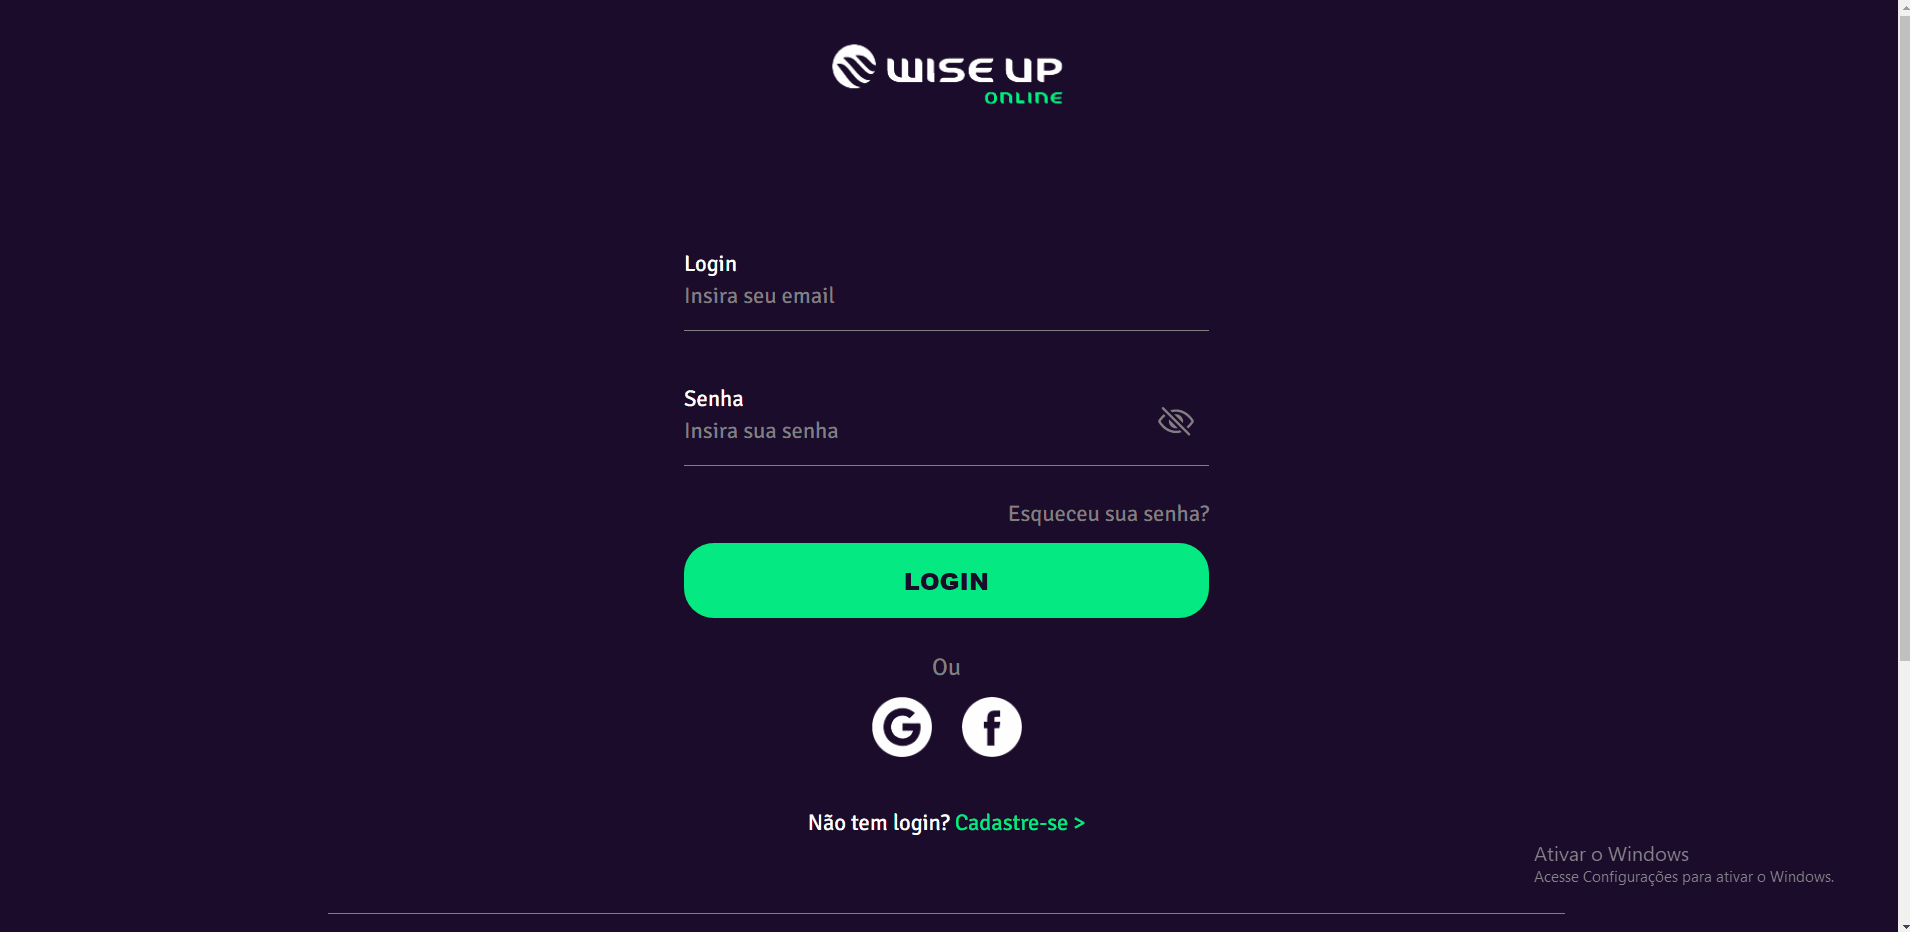 WISE UP
ONLINE
Login
Insira seu email
Senha
Insira sua senha
Esqueceu sua senha?
LOGIN
Ou
Não tem login? Cadastre-se >
Ativar o Windows
Acesse Configurações para ativar o Windows.